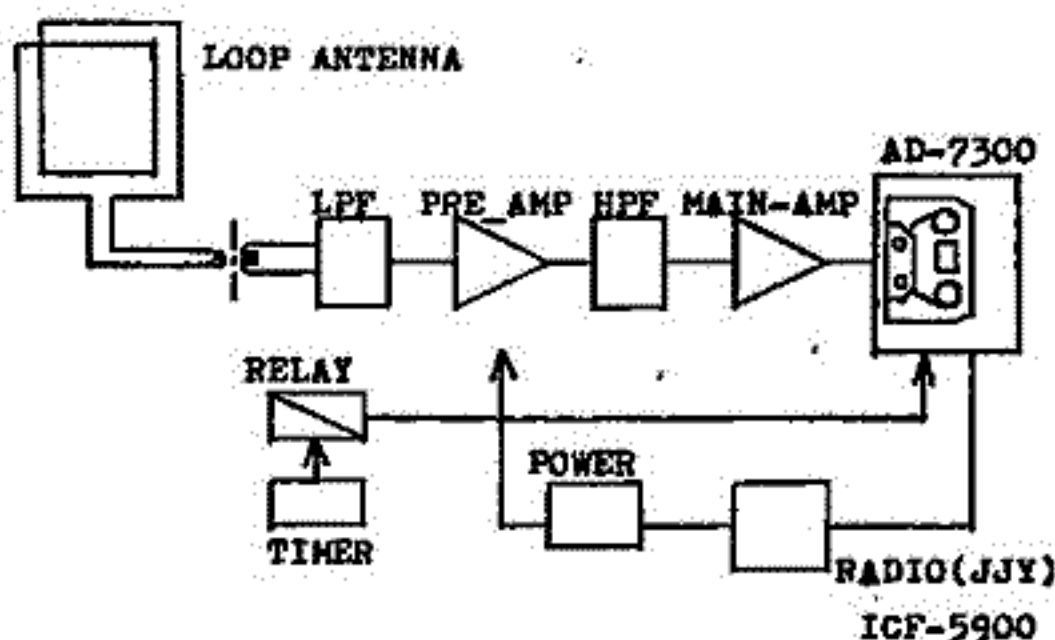 LOOP ANTENNA
AD-7300
LPF
PRE_AMP
HPF
MAIN-AMP
RELAY
POWER
TIMER
RADIO(JJY)
ICF-5900